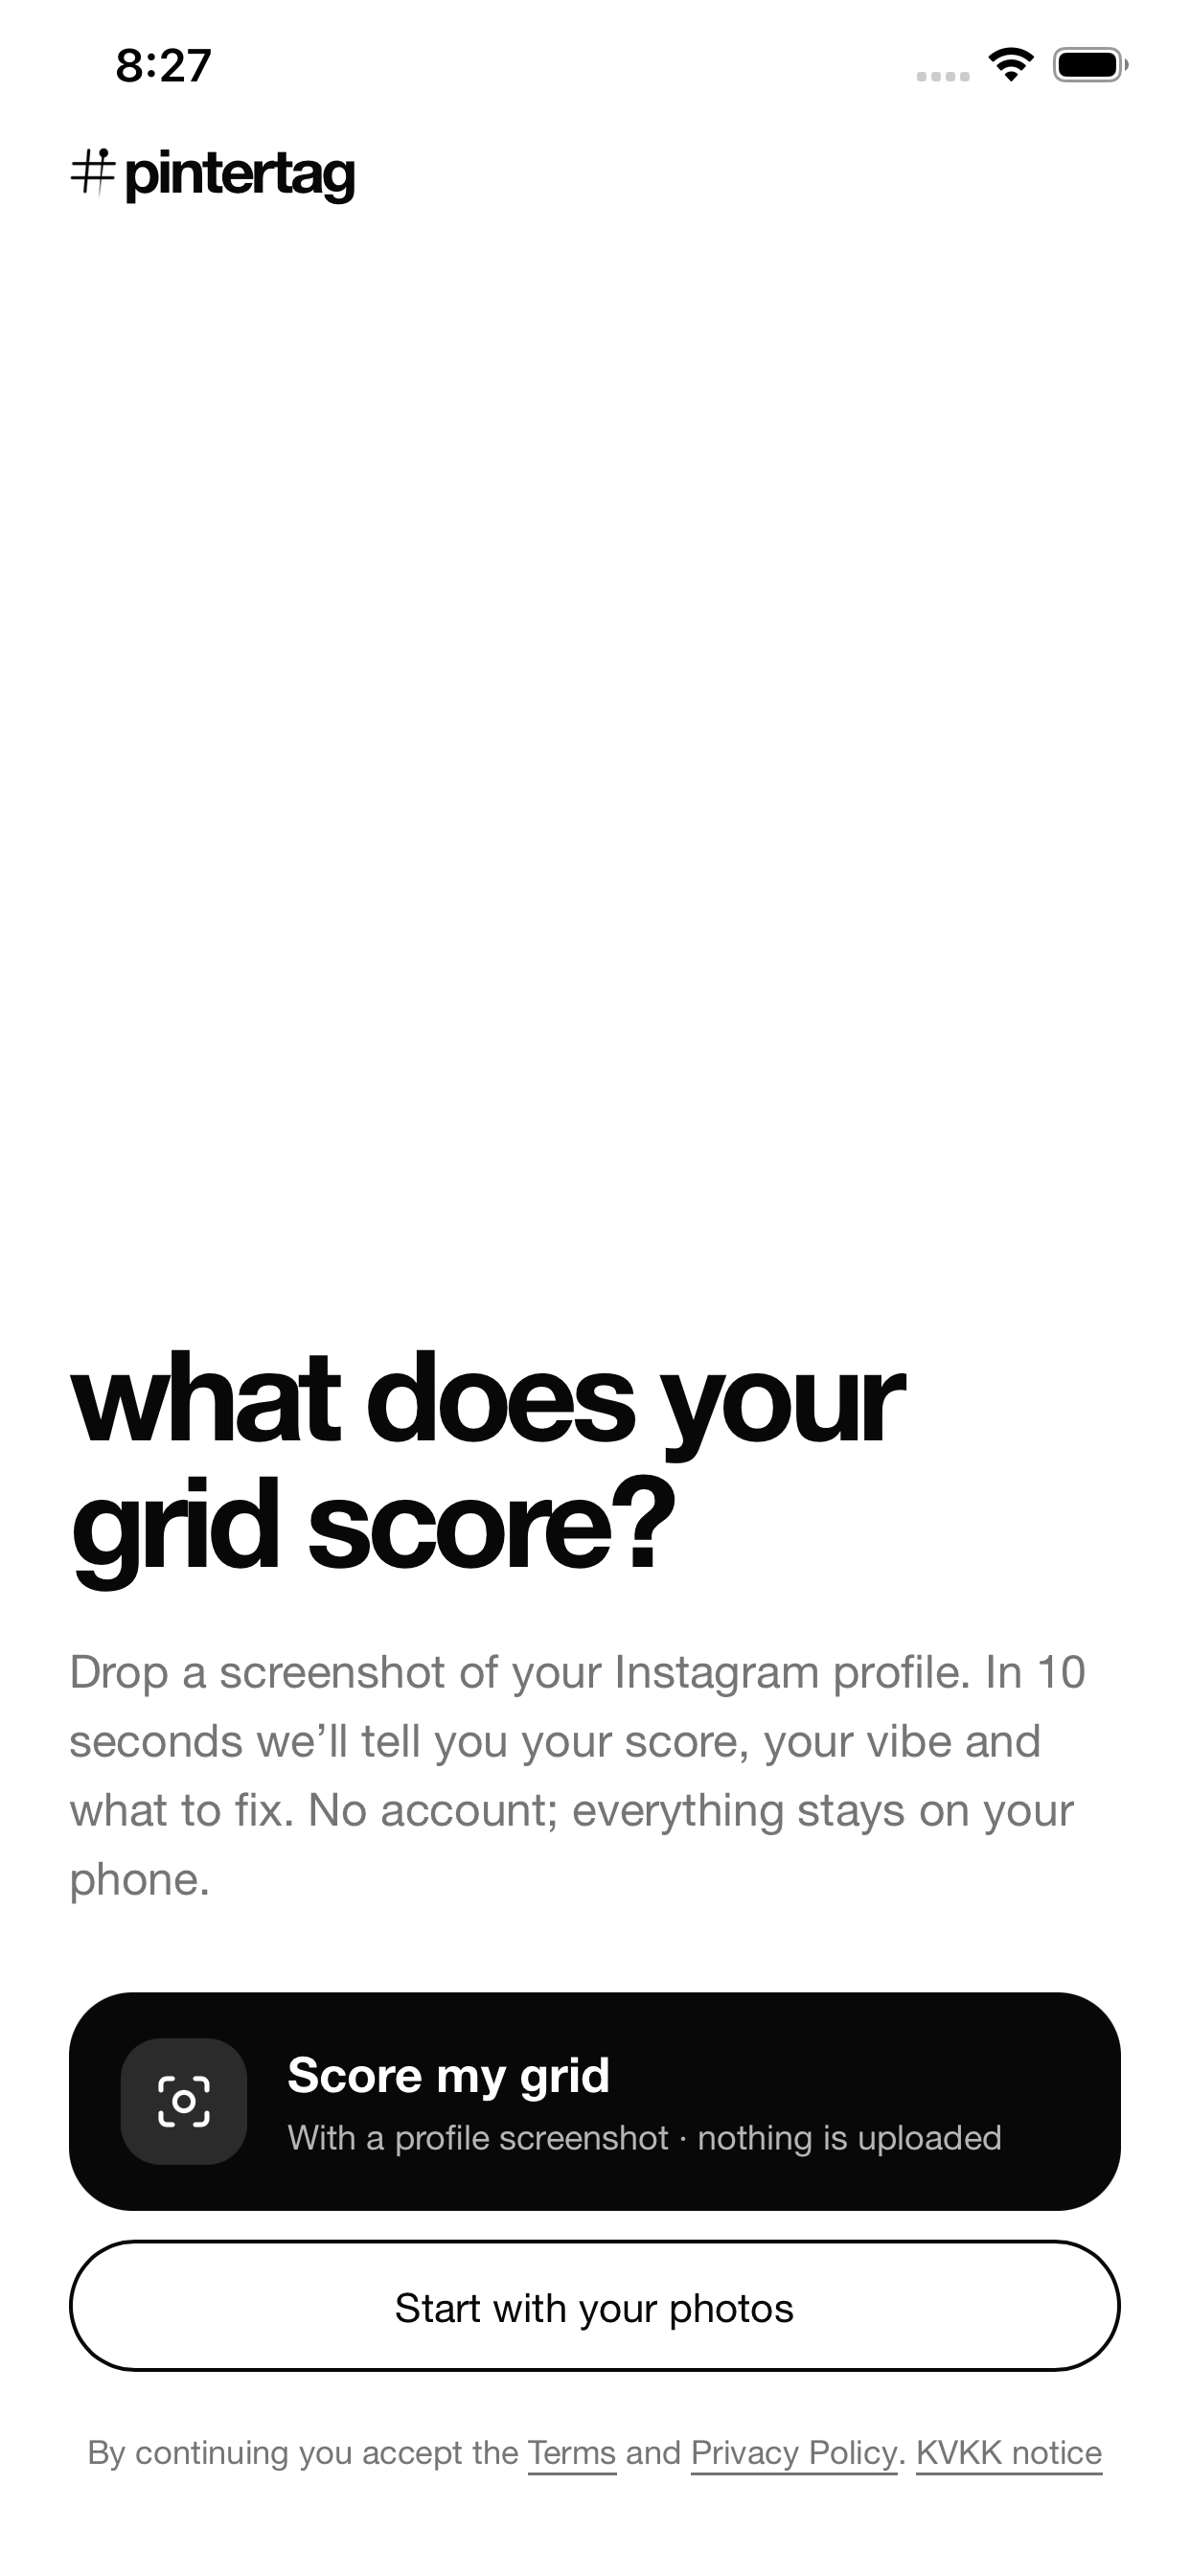 8:27
#pintertag
what does your
grid score?
Drop a screenshot of your Instagram profile. In 10
seconds we’ll tell you your score, your vibe and
what to fix. No account; everything stays on your
phone.
Score my grid
With a profile screenshot · nothing is uploaded
Start with your photos
By continuing you accept the Terms and Privacy Policy. KVKK notice